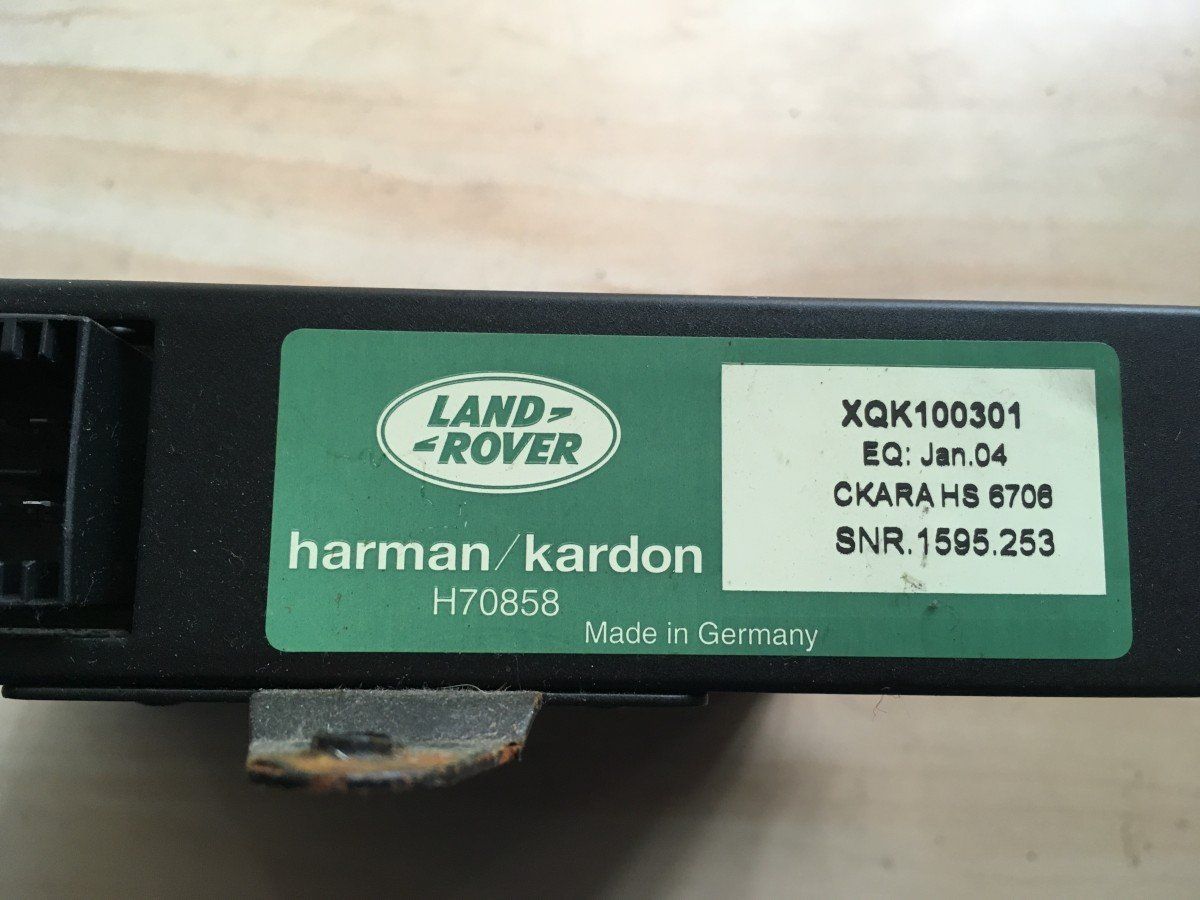 LAND
ROVER
harman/kardon
H70858
Made in Germany
XQK100301
EQ: Jan.04
CKARA HS 6706
SNR.1595.253